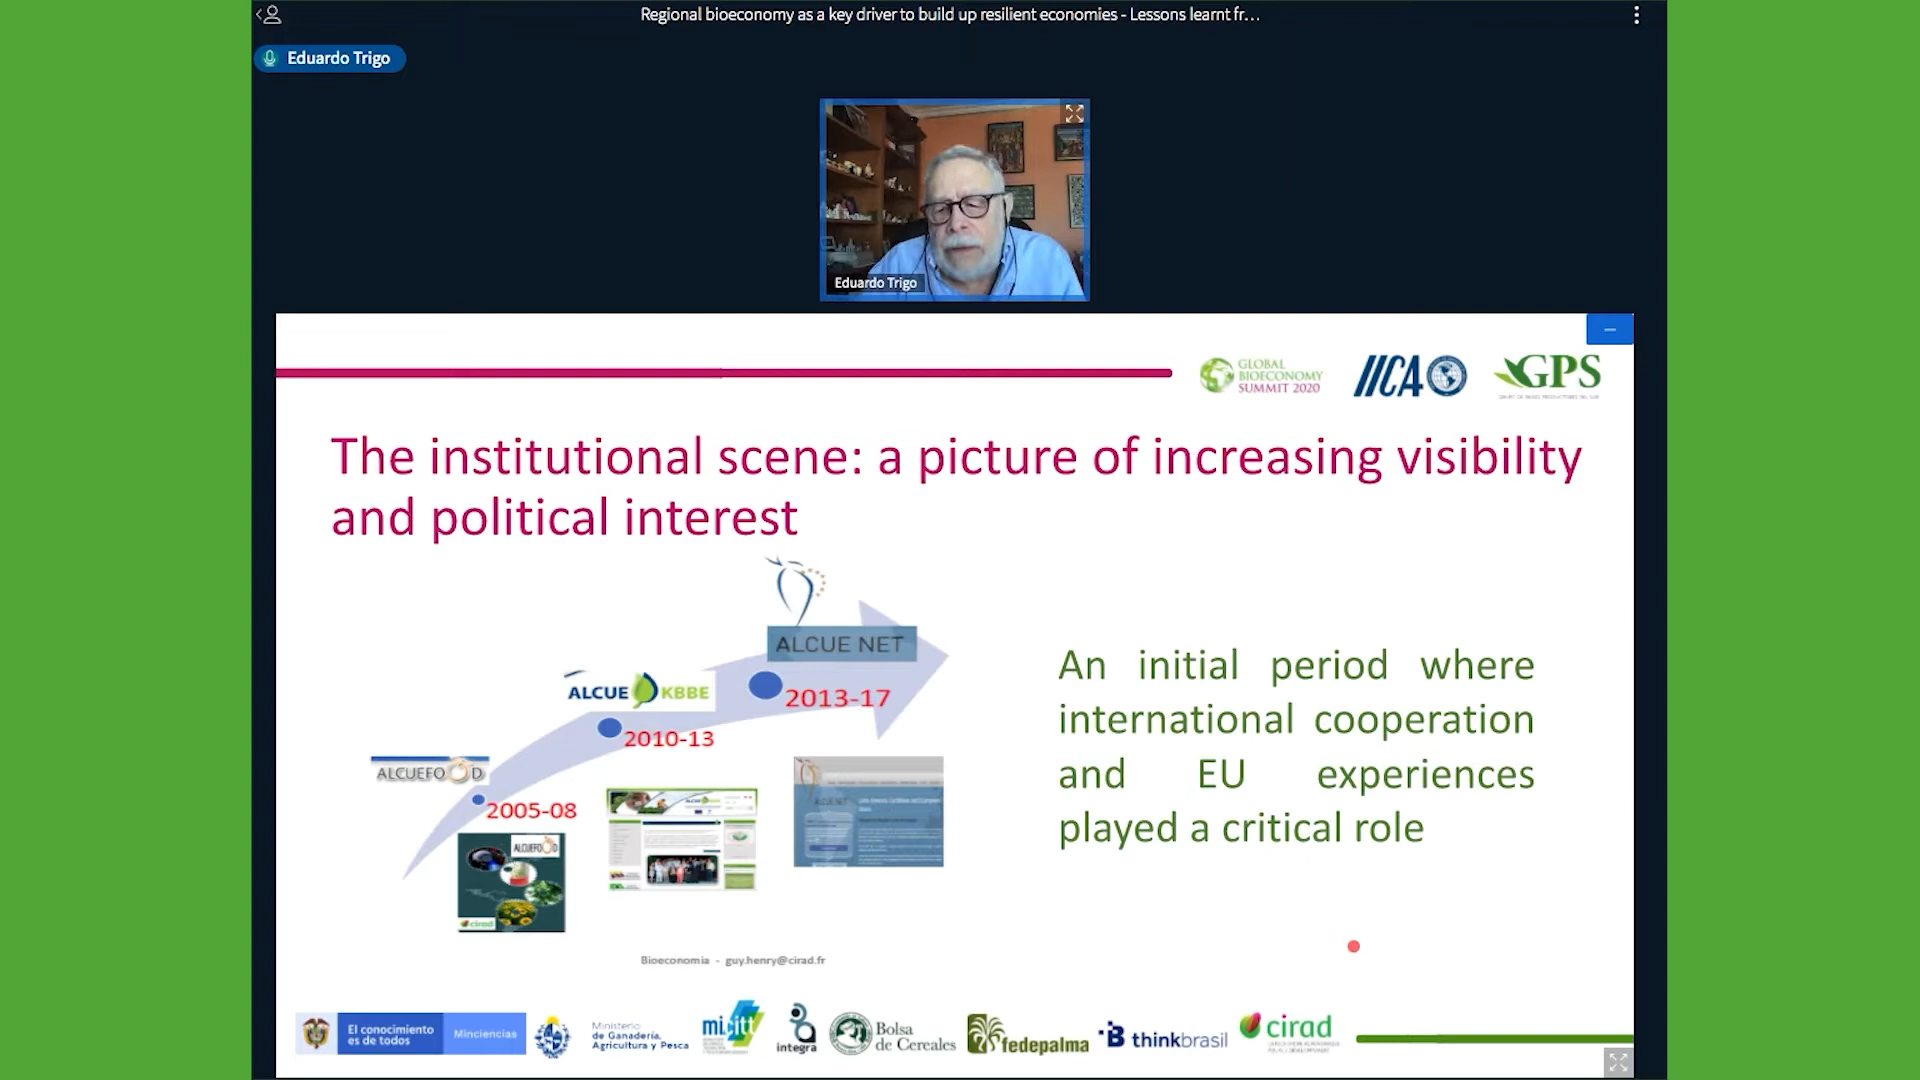 Regional bioeconomy as a key driver to build up resilient economies - Lessons learnt fr...
Eduardo Trigo
Eduardo Trigo
GLOBAL
BIOECONOMY
SUMMIT 2020
IICA
GPS
The institutional scene: a picture of increasing visibility
and political interest
ALCUE NET
2013-17
ALCUE KBBE
2010-13
ALCUEFOOD
2005-08
ALCUEFOOD
cirad
An initial period where
international cooperation
and EU experiences
played a critical role
Bioeconomia - guy.henry@cirad.fr
El conocimiento
es de todos
Minciencias
Ministerio
de Ganadería,
Agricultura y Pesca
micitt
integra
Bolsa
de Cereales
fedepalma
B thinkbrasil
cirad